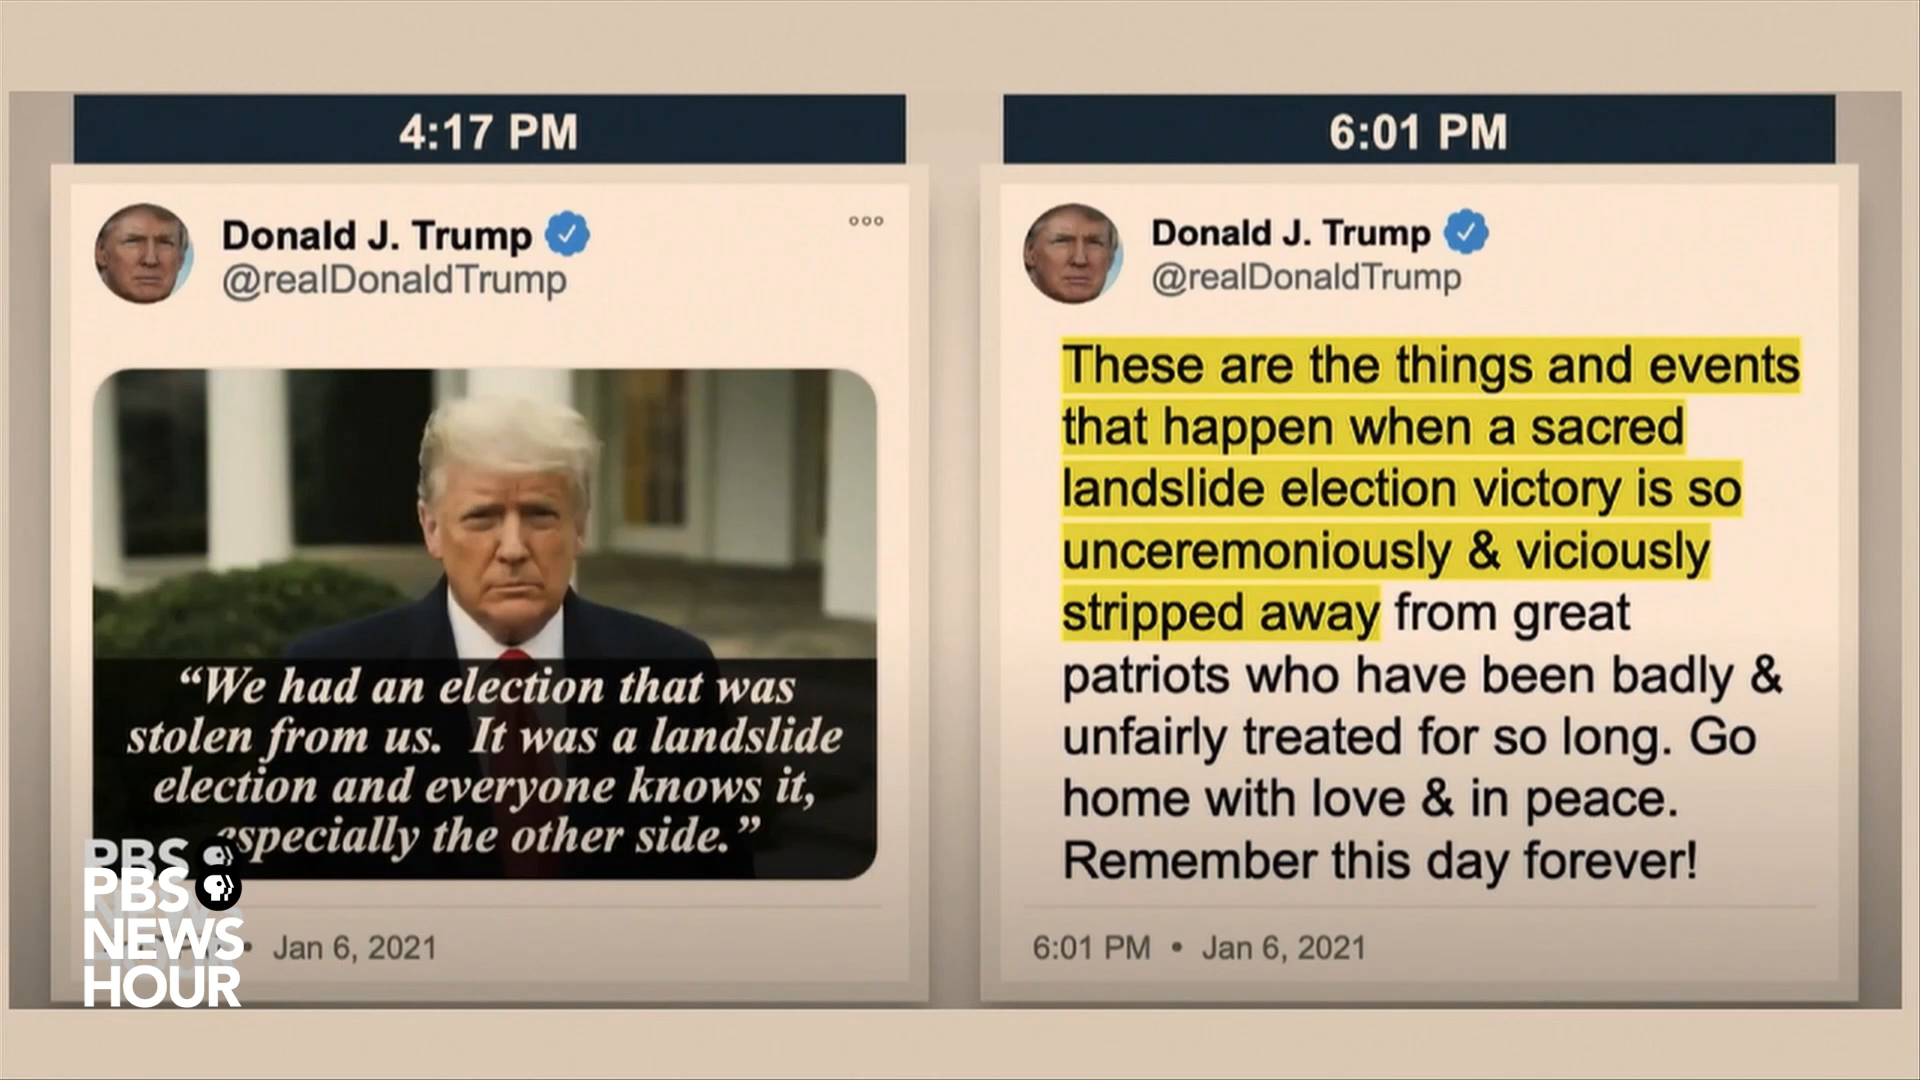 4:17 PM
Donald J. Trump
@realDonaldTrump
“We had an election that was
stolen from us. It was a landslide
election and everyone knows it,
especially the other side.”
Jan 6, 2021
6:01 PM
Donald J. Trump
@realDonaldTrump
These are the things and events
that happen when a sacred
landslide election victory is so
unceremoniously & viciously
stripped away from great
patriots who have been badly &
unfairly treated for so long. Go
home with love & in peace.
Remember this day forever!
6:01 PM • Jan 6, 2021
PBS
PBS
NEWS
HOUR